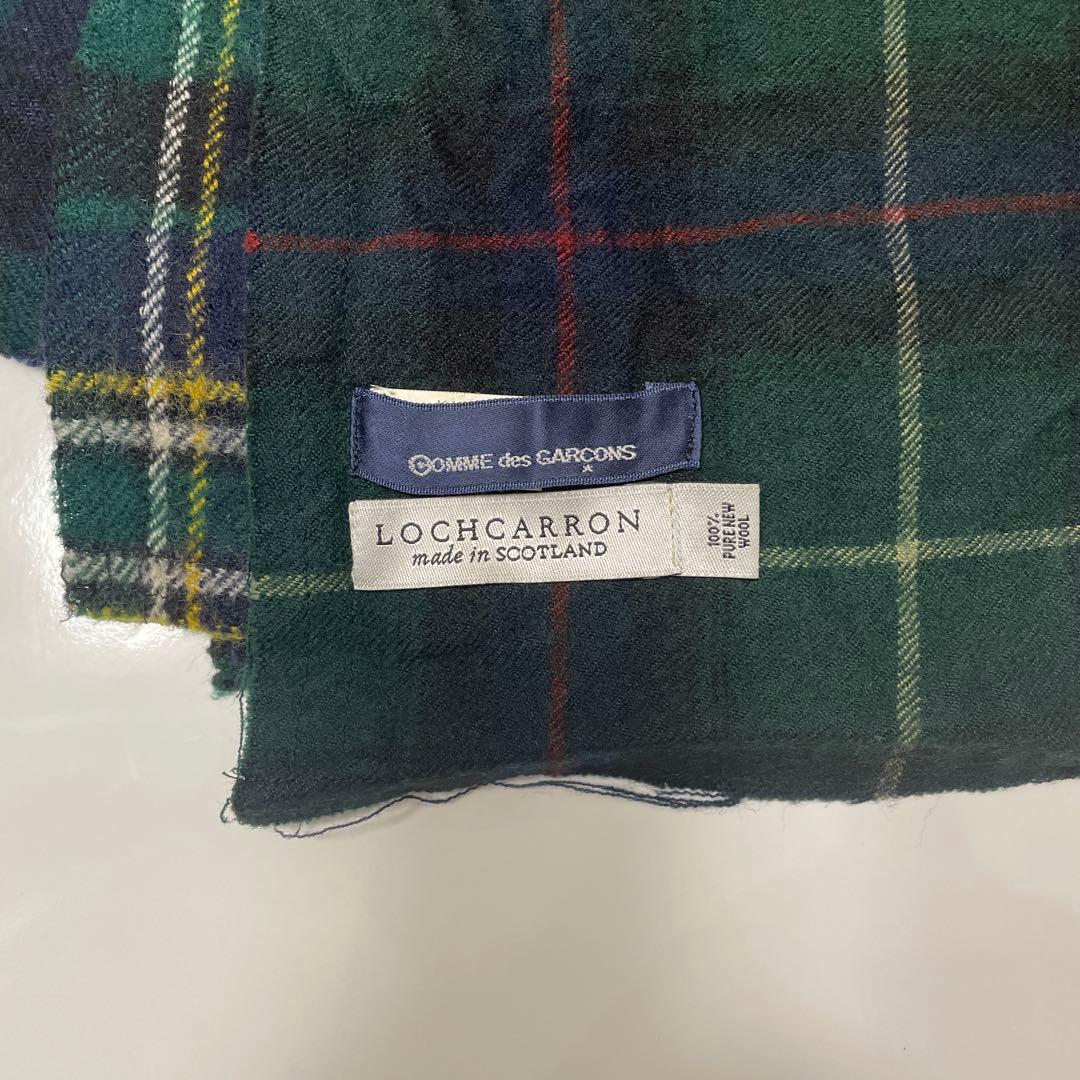 COMME des GARCONS
*
LOCHCARRON
made in SCOTLAND
100%
PURE NEW
WOOL